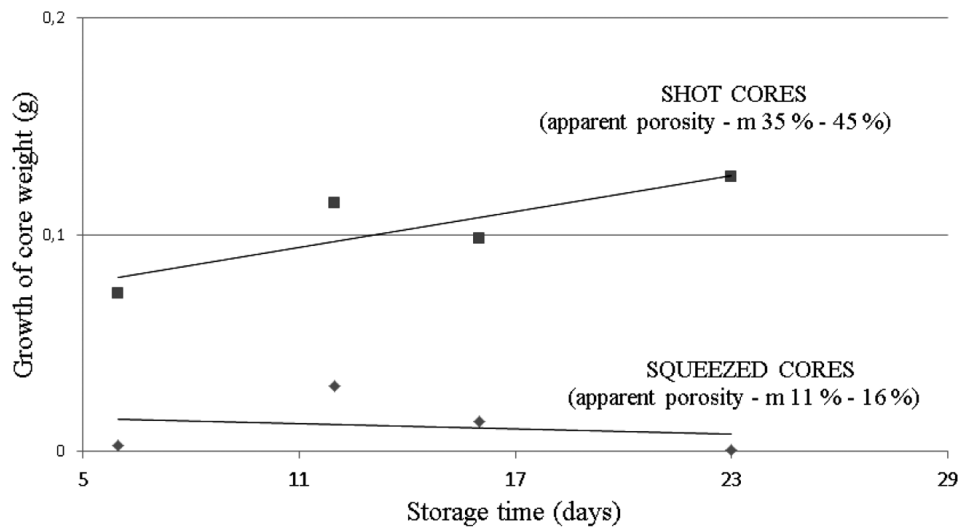 0,2
SHOT CORES
(apparent porosity - m 35 % - 45 %)
0,1
Growth of core weight (g)
SQUEEZED CORES
(apparent porosity - m 11 % - 16 %)
0
5 11 17 23 29
Storage time (days)